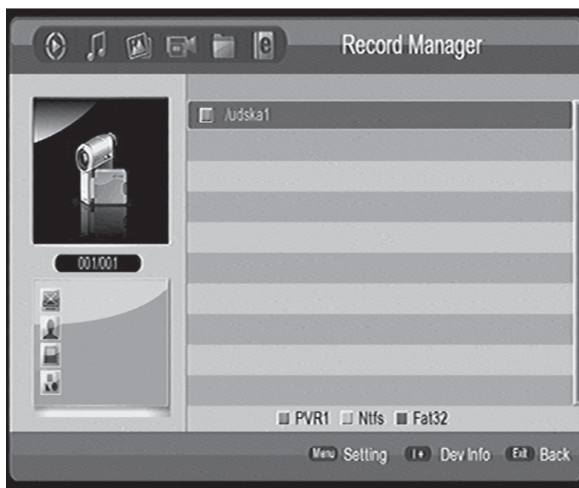 Record Manager
/udska1
001/001
PVR1 Ntfs Fat32
Menu Setting I+ Dev Info Exit Back